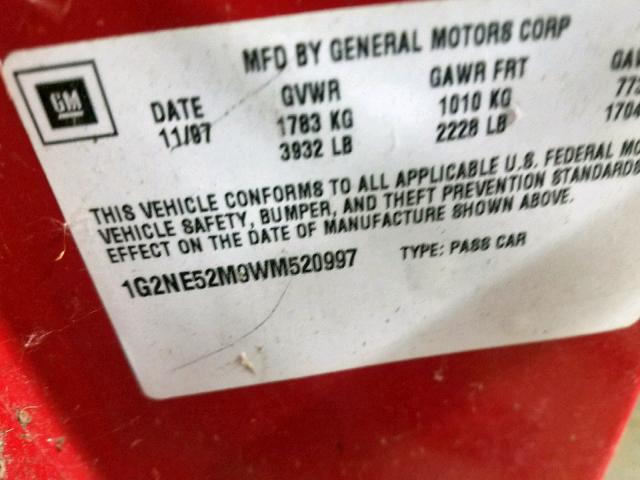 MFD BY GENERAL MOTORS CORP
GM
DATE GVWR GAWR FRT
11/97 1783 KG 1010 KG
3932 LB 2228 LB 1704
THIS VEHICLE CONFORMS TO ALL APPLICABLE U.S. FEDERAL MO
VEHICLE SAFETY, BUMPER, AND THEFT PREVENTION STANDARDS
EFFECT ON THE DATE OF MANUFACTURE SHOWN ABOVE.
1G2NE52M9WM520997 TYPE: PASS CAR